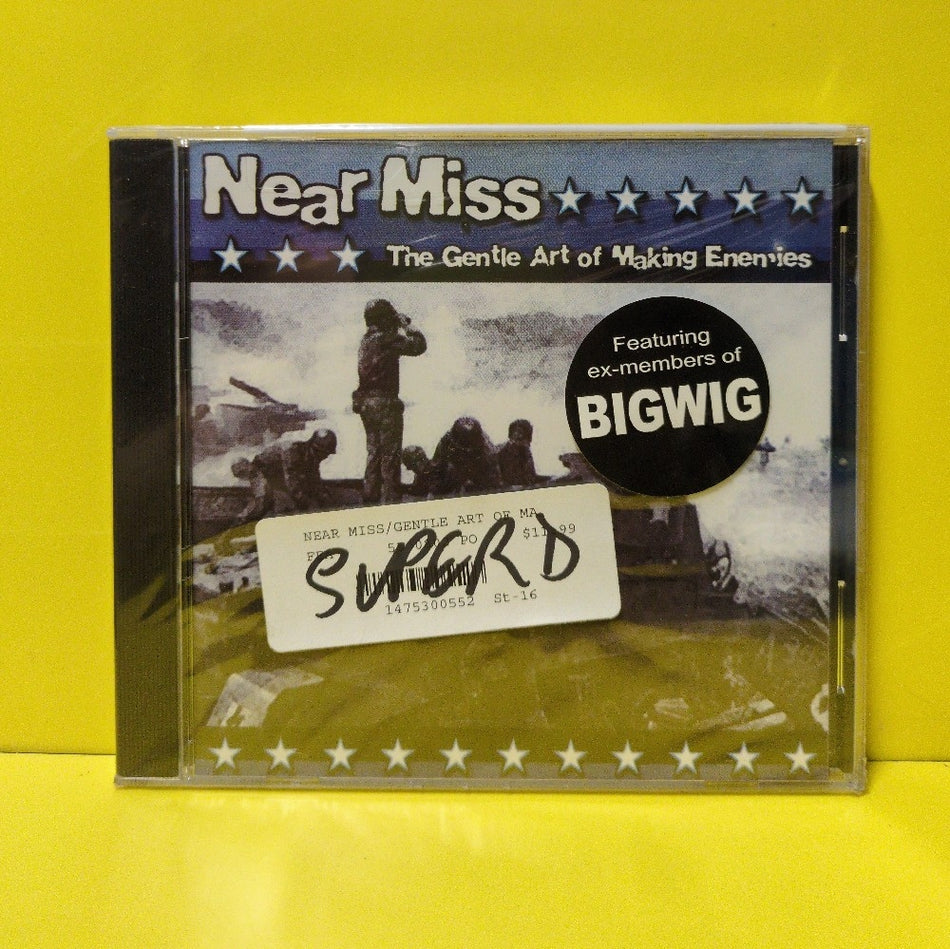 Near Miss
The Gentle Art of Making Enemies
Featuring
ex-members of
BIGWIG
NEAR MISS/GENTLE ART OF MA
PO $11.99
SUPERD
1475300552 St-16